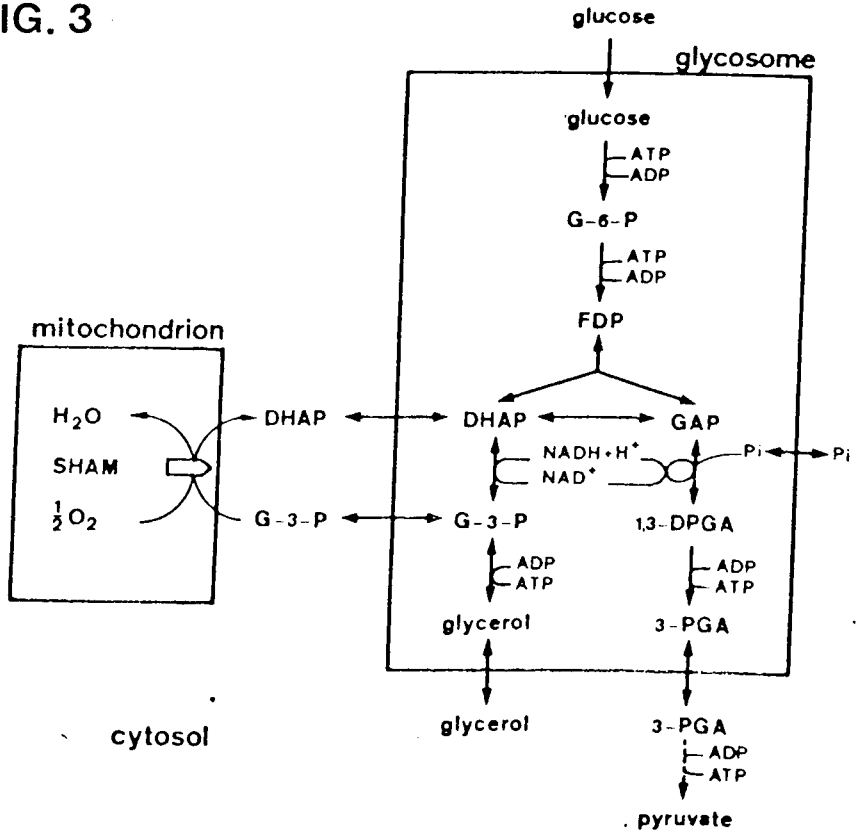 IG. 3
glucose
glycosome
glucose
ATP
ADP
G-6-P
ATP
ADP
FDP
mitochondrion
H2O
DHAP
DHAP
GAP
SHAM
NADH+H+
NAD+
Pi
Pi
½O2
G-3-P
G-3-P
1,3-DPGA
ADP
ATP
ADP
ATP
glycerol
3-PGA
cytosol
glycerol
3-PGA
ADP
ATP
pyruvate